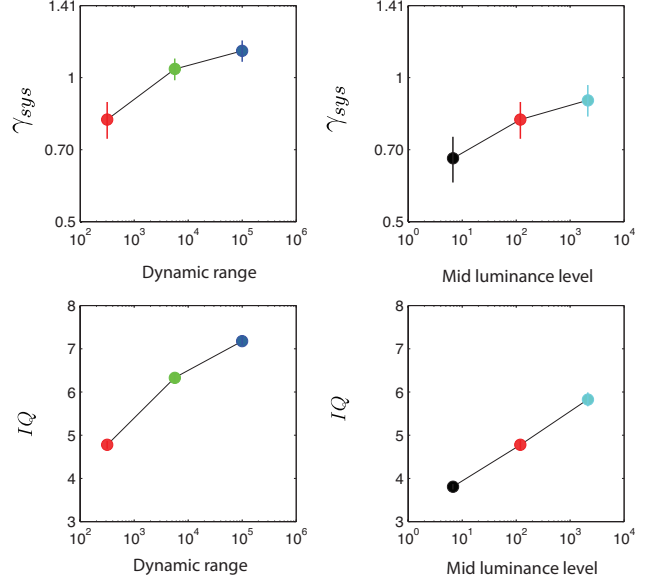 1.41
1
0.70
0.5
γsys
10² 10³ 10⁴ 10⁵ 10⁶
Dynamic range
1.41
1
0.70
0.5
γsys
10⁰ 10¹ 10² 10³ 10⁴
Mid luminance level
8
7
6
5
4
3
IQ
10² 10³ 10⁴ 10⁵ 10⁶
Dynamic range
8
7
6
5
4
3
IQ
10⁰ 10¹ 10² 10³ 10⁴
Mid luminance level